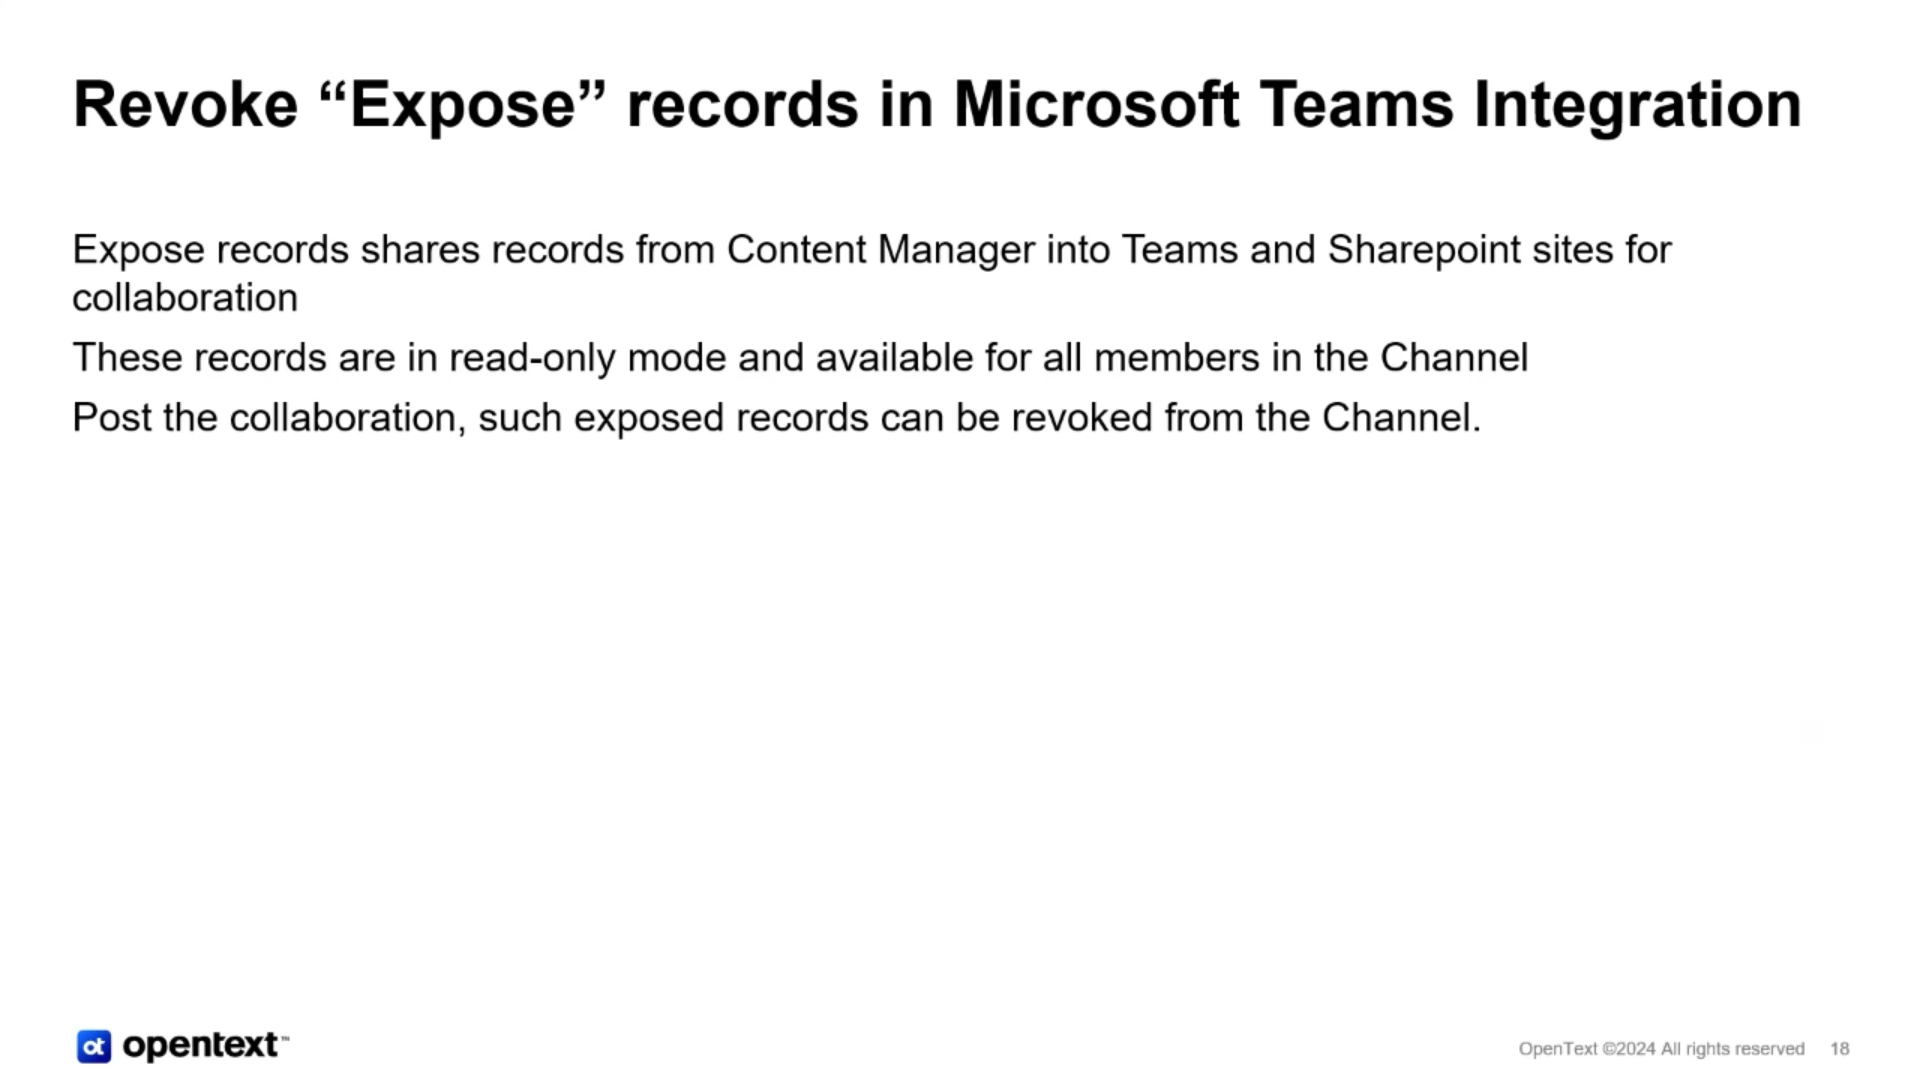 Revoke “Expose” records in Microsoft Teams Integration
Expose records shares records from Content Manager into Teams and Sharepoint sites for
collaboration
These records are in read-only mode and available for all members in the Channel
Post the collaboration, such exposed records can be revoked from the Channel.
ot opentext™
OpenText ©2024 All rights reserved 18